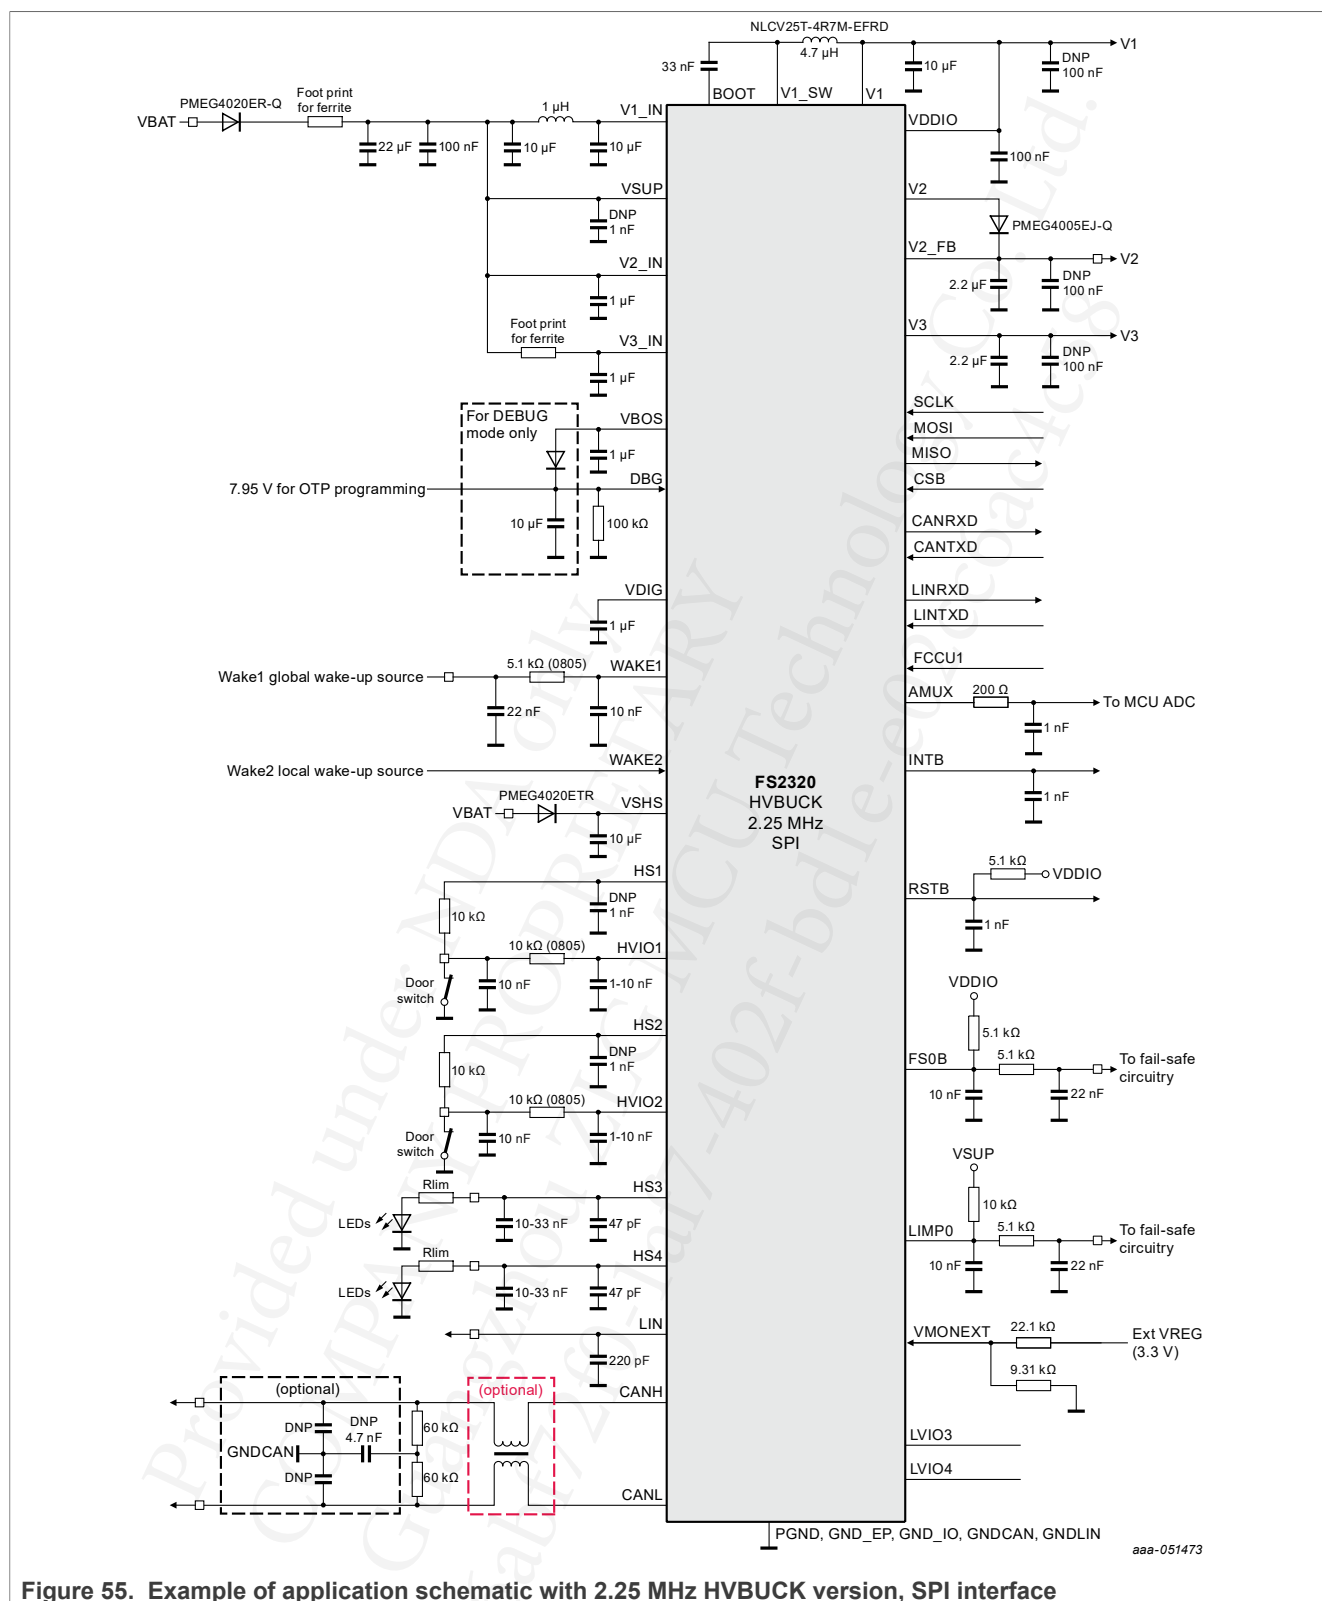 NLCV25T-4R7M-EFRD
4.7 µH
V1
33 nF
10 µF
DNP
100 nF
BOOT
V1_SW
V1
PMEG4020ER-Q
Foot print
for ferrite
1 µH
V1_IN
VBAT
22 µF
100 nF
10 µF
10 µF
VDDIO
100 nF
VSUP
DNP
1 nF
V2
PMEG4005EJ-Q
V2_IN
1 µF
V2_FB
V2
2.2 µF
DNP
100 nF
Foot print
for ferrite
V3_IN
1 µF
V3
V3
2.2 µF
DNP
100 nF
For DEBUG
mode only
VBOS
1 µF
7.95 V for OTP programming
DBG
10 µF
100 kΩ
SCLK
MOSI
MISO
CSB
CANRXD
CANTXD
VDIG
1 µF
LINRXD
LINTXD
FCCU1
5.1 kΩ (0805)
WAKE1
Wake1 global wake-up source
22 nF
10 nF
AMUX
200 Ω
To MCU ADC
1 nF
WAKE2
Wake2 local wake-up source
INTB
1 nF
FS2320
HVBUCK
2.25 MHz
SPI
PMEG4020ETR
VSHS
VBAT
10 µF
HS1
DNP
1 nF
10 kΩ
5.1 kΩ
VDDIO
RSTB
1 nF
10 kΩ (0805)
HVIO1
Door
switch
10 nF
1-10 nF
HS2
DNP
1 nF
10 kΩ
VDDIO
5.1 kΩ
FS0B
5.1 kΩ
To fail-safe
circuitry
10 nF
22 nF
10 kΩ (0805)
HVIO2
Door
switch
10 nF
1-10 nF
Rlim
HS3
LEDs
10-33 nF
47 pF
VSUP
10 kΩ
LIMP0
5.1 kΩ
To fail-safe
circuitry
10 nF
22 nF
Rlim
HS4
LEDs
10-33 nF
47 pF
LIN
220 pF
VMONEXT
22.1 kΩ
Ext VREG
(3.3 V)
9.31 kΩ
(optional)
(optional)
CANH
DNP
DNP
4.7 nF
60 kΩ
GNDCAN
DNP
60 kΩ
CANL
LVIO3
LVIO4
PGND, GND_EP, GND_IO, GNDCAN, GNDLIN
aaa-051473
Figure 55. Example of application schematic with 2.25 MHz HVBUCK version, SPI interface
Provided under NDA only
COMPANY PROPRIETARY
Guangzhou ZLG MCU Technology Co., Ltd.